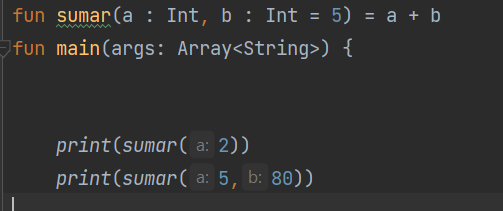 fun sumar(a : Int, b : Int = 5) = a + b
fun main(args: Array<String>) {
print(sumar( a: 2))
print(sumar( a: 5, b: 80))